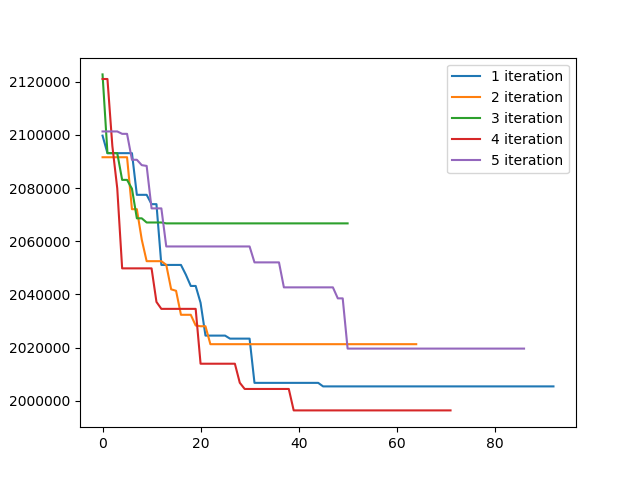 2120000
2100000
2080000
2060000
2040000
2020000
2000000
0
20
40
60
80
1 iteration
2 iteration
3 iteration
4 iteration
5 iteration